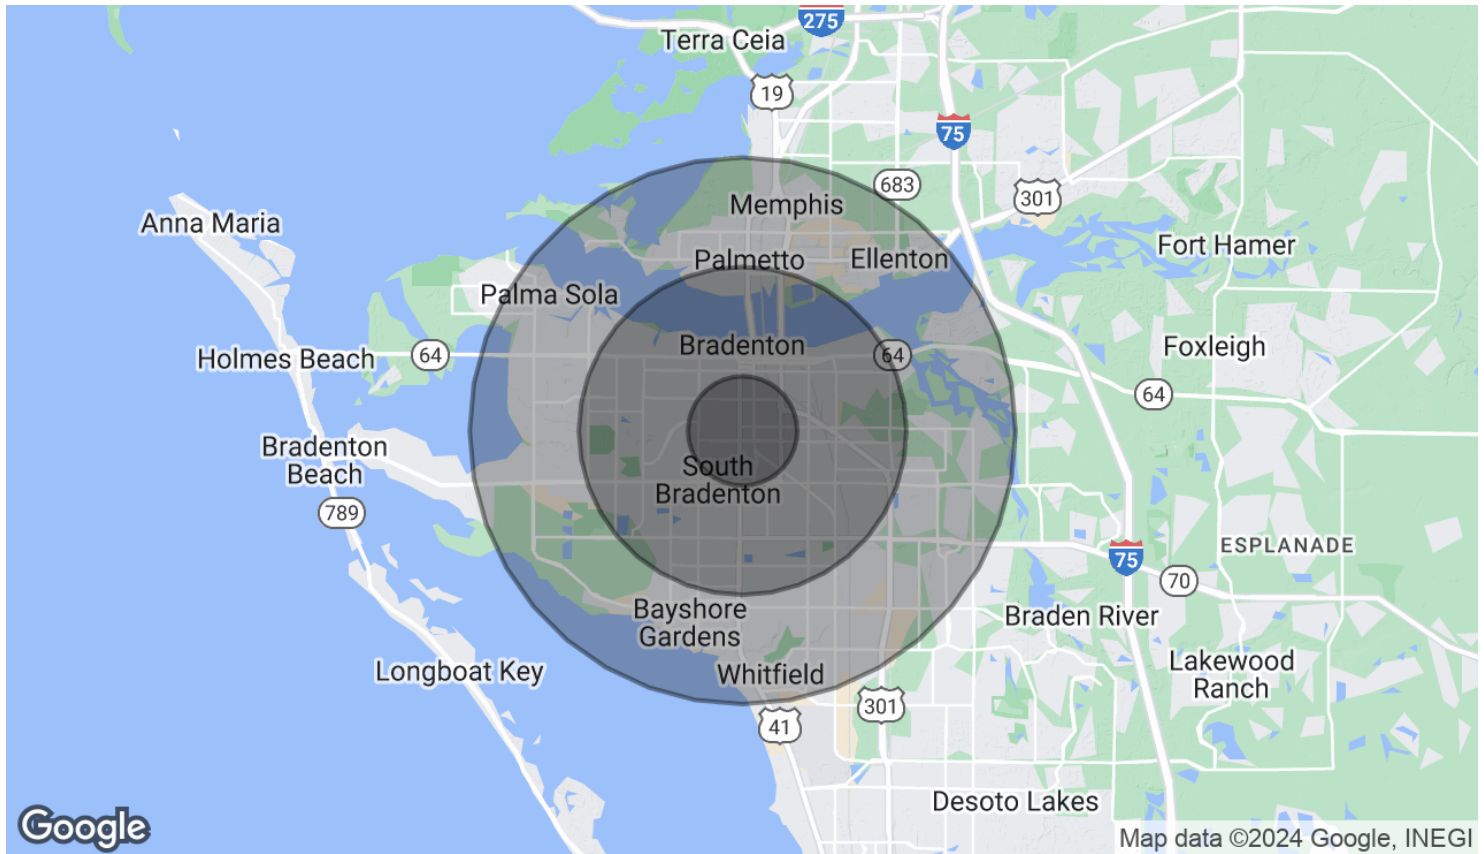 275
Terra Ceia
19
75
683
301
Memphis
Anna Maria
Fort Hamer
Palmetto
Ellenton
Palma Sola
Bradenton
Foxleigh
Holmes Beach
64
64
64
Bradenton
Beach
South
Bradenton
789
ESPLANADE
75
70
Bayshore
Gardens
Braden River
Longboat Key
Whitfield
Lakewood
Ranch
301
41
Desoto Lakes
Google
Map data ©2024 Google, INEGI